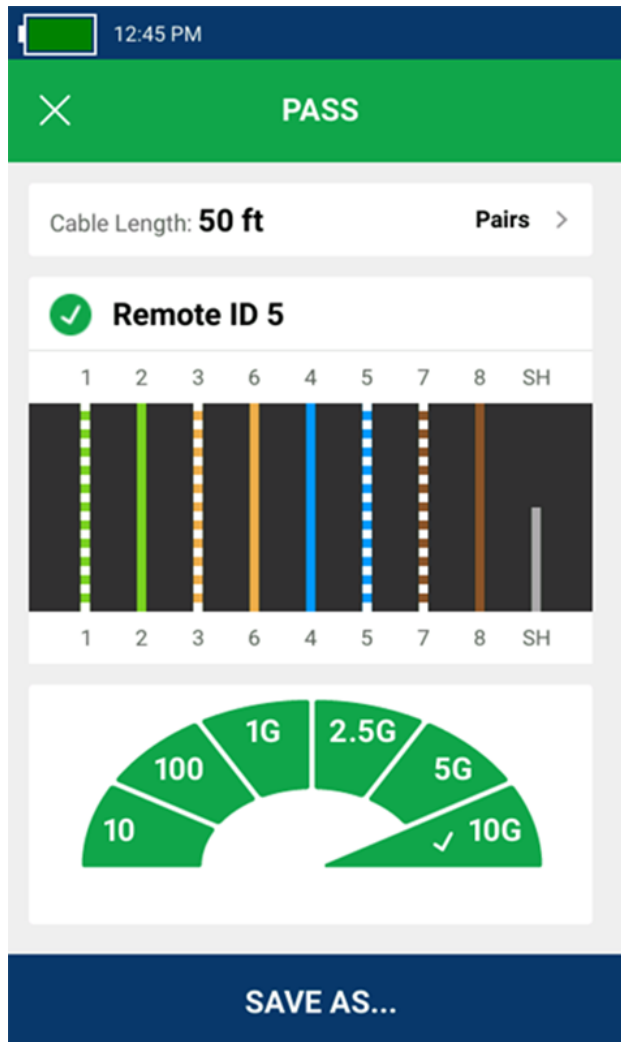 12:45 PM
PASS
Cable Length: 50 ft Pairs >
Remote ID 5
1 2 3 6 4 5 7 8 SH
1 2 3 6 4 5 7 8 SH
10 100 1G 2.5G 5G 10G
SAVE AS...